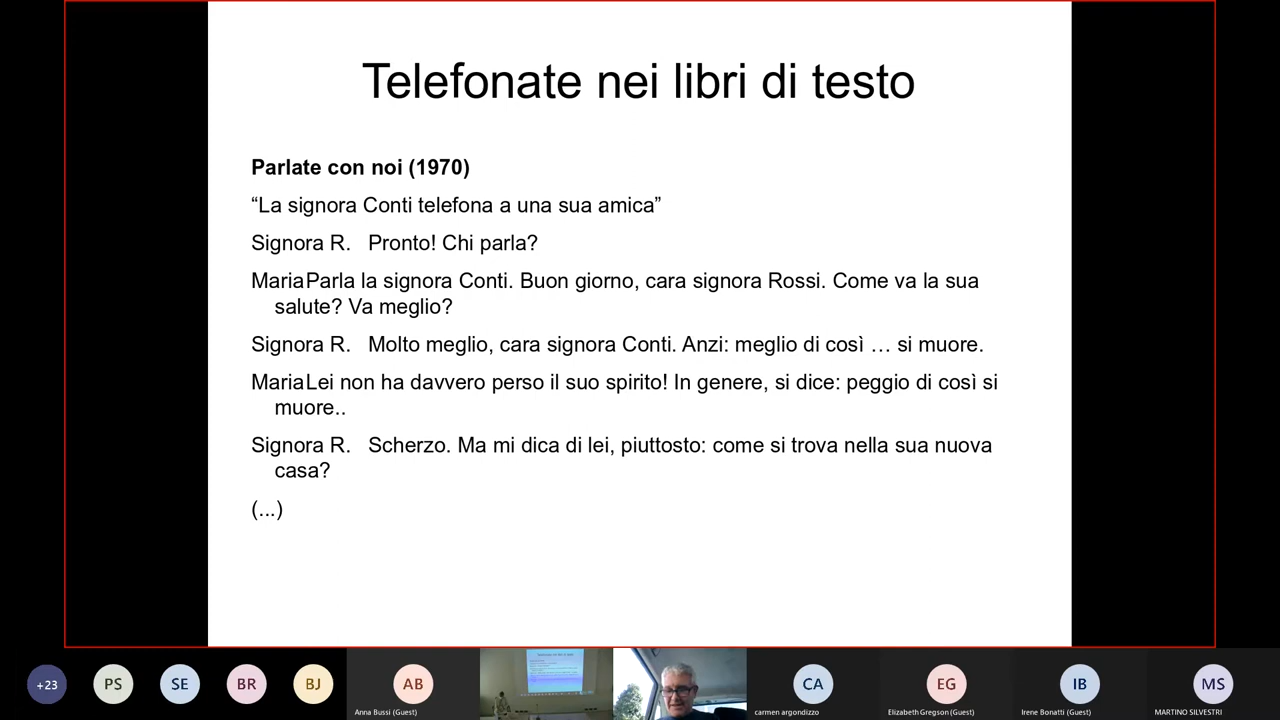 Telefonate nei libri di testo
Parlate con noi (1970)
“La signora Conti telefona a una sua amica”
Signora R. Pronto! Chi parla?
MariaParla la signora Conti. Buon giorno, cara signora Rossi. Come va la sua
salute? Va meglio?
Signora R. Molto meglio, cara signora Conti. Anzi: meglio di così … si muore.
MariaLei non ha davvero perso il suo spirito! In genere, si dice: peggio di così si
muore..
Signora R. Scherzo. Ma mi dica di lei, piuttosto: come si trova nella sua nuova
casa?
(...)
+23 PS SE BR BJ AB CA EG IB MS
Anna Bussi (Guest) carmen argondizzo Elizabeth Gregson (Guest) Irene Bonatti (Guest) MARTINO SILVESTRI